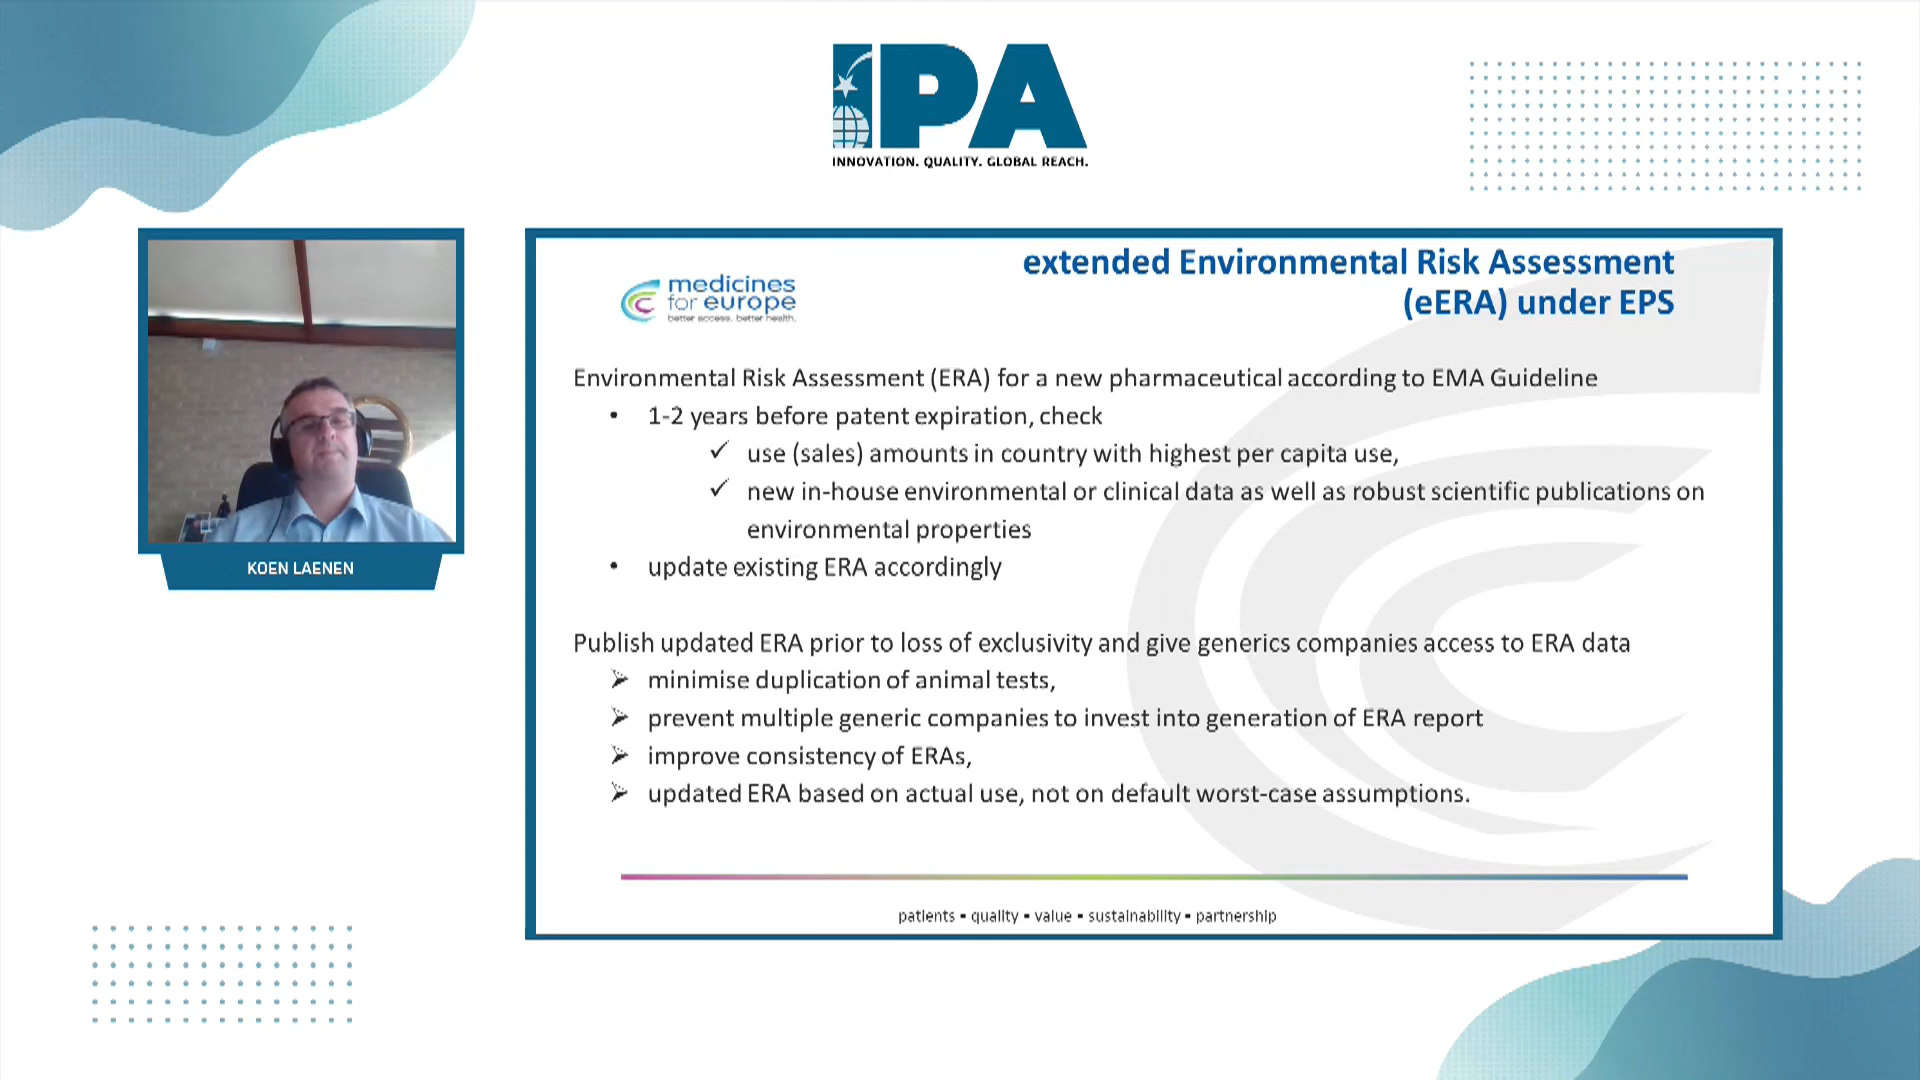 IPA
INNOVATION. QUALITY. GLOBAL REACH.
KOEN LAENEN
medicines
for europe
better access. better health.
extended Environmental Risk Assessment
(eERA) under EPS
Environmental Risk Assessment (ERA) for a new pharmaceutical according to EMA Guideline
• 1-2 years before patent expiration, check
✓ use (sales) amounts in country with highest per capita use,
✓ new in-house environmental or clinical data as well as robust scientific publications on
environmental properties
• update existing ERA accordingly
Publish updated ERA prior to loss of exclusivity and give generics companies access to ERA data
➢ minimise duplication of animal tests,
➢ prevent multiple generic companies to invest into generation of ERA report
➢ improve consistency of ERAs,
➢ updated ERA based on actual use, not on default worst-case assumptions.
patients ▪ quality ▪ value ▪ sustainability ▪ partnership